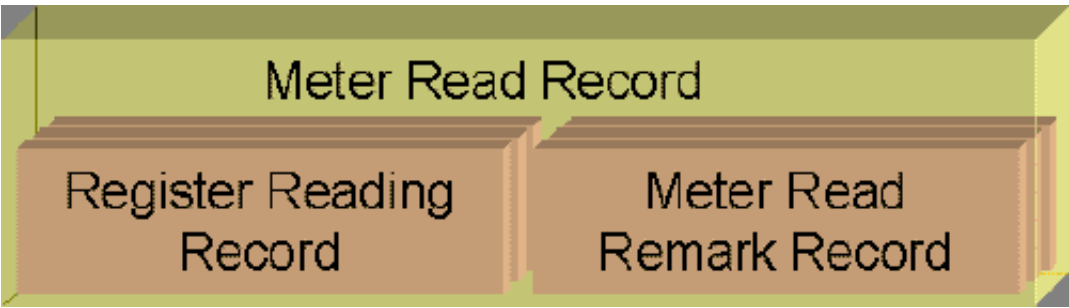 Meter Read Record
Register Reading
Record
Meter Read
Remark Record